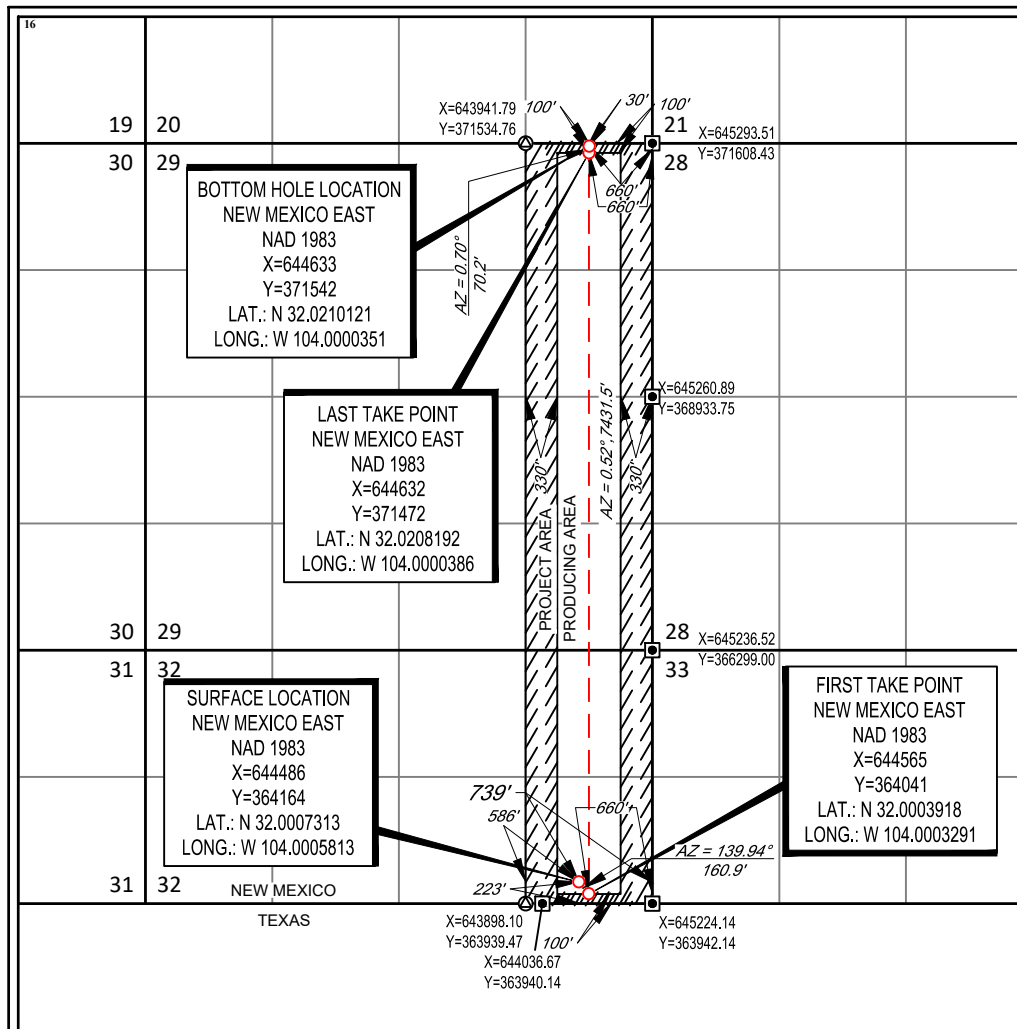 16
X=643941.79
Y=371534.76
100'
30'
100'
19 20
21
X=645293.51
Y=371608.43
30 29
28
BOTTOM HOLE LOCATION
NEW MEXICO EAST
NAD 1983
X=644633
Y=371542
LAT.: N 32.0210121
LONG.: W 104.0000351
660'
660'
AZ = 0.70°
70.2'
LAST TAKE POINT
NEW MEXICO EAST
NAD 1983
X=644632
Y=371472
LAT.: N 32.0208192
LONG.: W 104.0000386
X=645260.89
Y=368933.75
330'
AZ = 0.52°,7431.5'
330'
PROJECT AREA
PRODUCING AREA
30 29
28
X=645236.52
Y=366299.00
31 32
33
SURFACE LOCATION
NEW MEXICO EAST
NAD 1983
X=644486
Y=364164
LAT.: N 32.0007313
LONG.: W 104.0005813
FIRST TAKE POINT
NEW MEXICO EAST
NAD 1983
X=644565
Y=364041
LAT.: N 32.0003918
LONG.: W 104.0003291
739'
586'
660'
AZ = 139.94°
160.9'
31 32
NEW MEXICO
223'
TEXAS
X=643898.10
Y=363939.47
100'
X=645224.14
Y=363942.14
X=644036.67
Y=363940.14